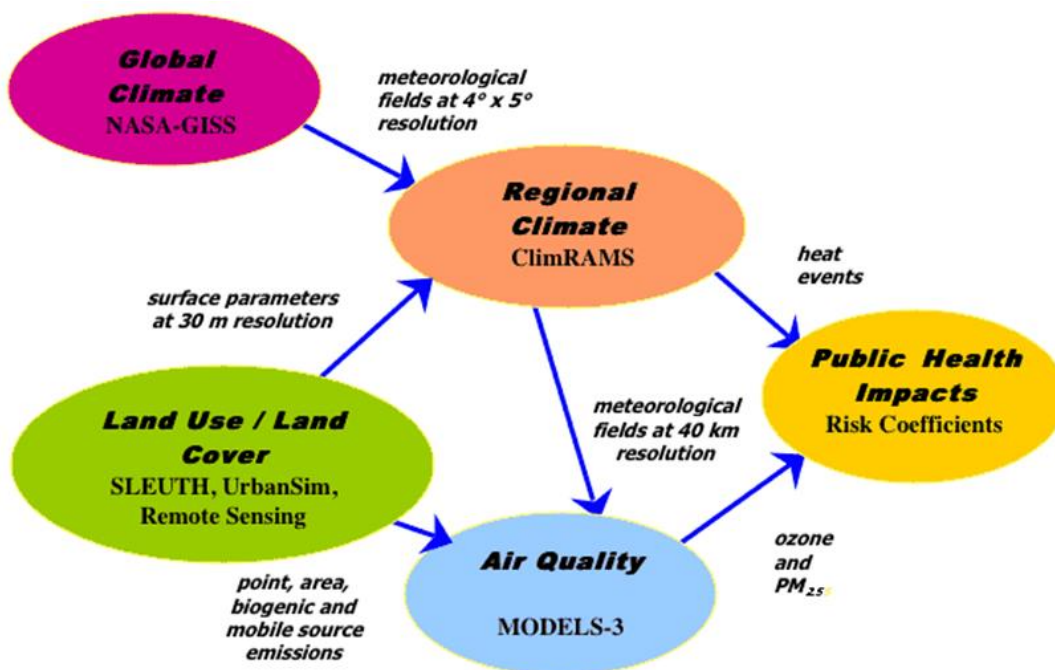 Global
Climate
NASA-GISS
meteorological
fields at 4° x 5°
resolution
Regional
Climate
ClimRAMS
heat
events
surface parameters
at 30 m resolution
Public Health
Impacts
Risk Coefficients
Land Use / Land
Cover
SLEUTH, UrbanSim,
Remote Sensing
meteorological
fields at 40 km
resolution
Air Quality
MODELS-3
ozone
and
PM2.5
point, area,
biogenic and
mobile source
emissions